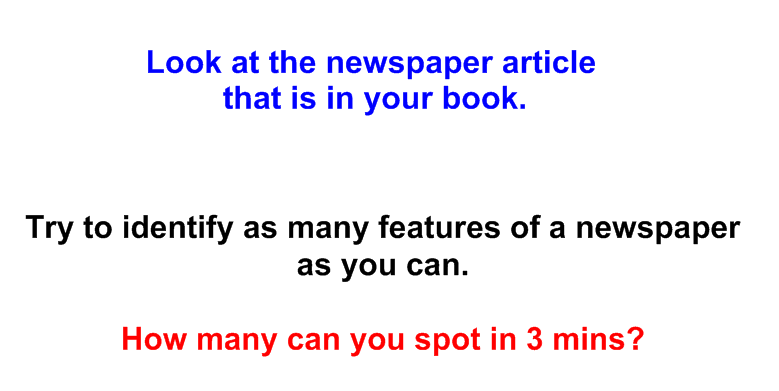 Look at the newspaper article
that is in your book.
Try to identify as many features of a newspaper
as you can.
How many can you spot in 3 mins?